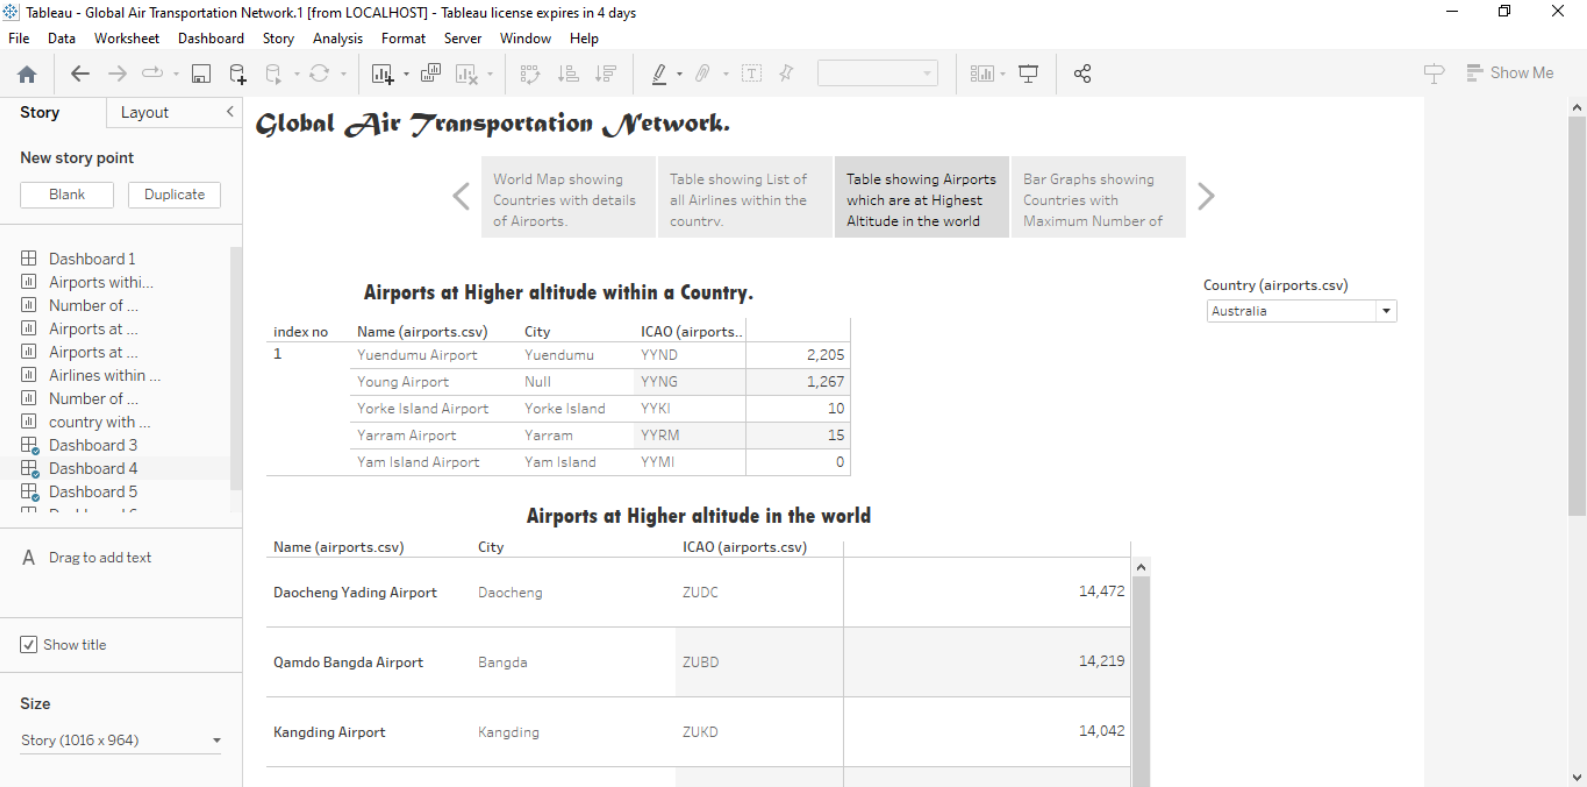 Tableau - Global Air Transportation Network.1 [from LOCALHOST] - Tableau license expires in 4 days
File Data Worksheet Dashboard Story Analysis Format Server Window Help
Show Me
Story Layout
New story point
Blank Duplicate
Dashboard 1
Airports withi...
Number of ...
Airports at ...
Airports at ...
Airlines within ...
Number of ...
country with ...
Dashboard 3
Dashboard 4
Dashboard 5
A Drag to add text
Show title
Size
Story (1016 x 964)
Global Air Transportation Network.
World Map showing
Countries with details
of Airports.
Table showing List of
all Airlines within the
country.
Table showing Airports
which are at Highest
Altitude in the world
Bar Graphs showing
Countries with
Maximum Number of
Airports at Higher altitude within a Country.
Country (airports.csv)
Australia
index no Name (airports.csv) City ICAO (airports..
1 Yuendumu Airport Yuendumu YYND 2,205
Young Airport Null YYNG 1,267
Yorke Island Airport Yorke Island YYKI 10
Yarram Airport Yarram YYRM 15
Yam Island Airport Yam Island YYMI 0
Airports at Higher altitude in the world
Name (airports.csv) City ICAO (airports.csv)
Daocheng Yading Airport Daocheng ZUDC 14,472
Qamdo Bangda Airport Bangda ZUBD 14,219
Kangding Airport Kangding ZUKD 14,042